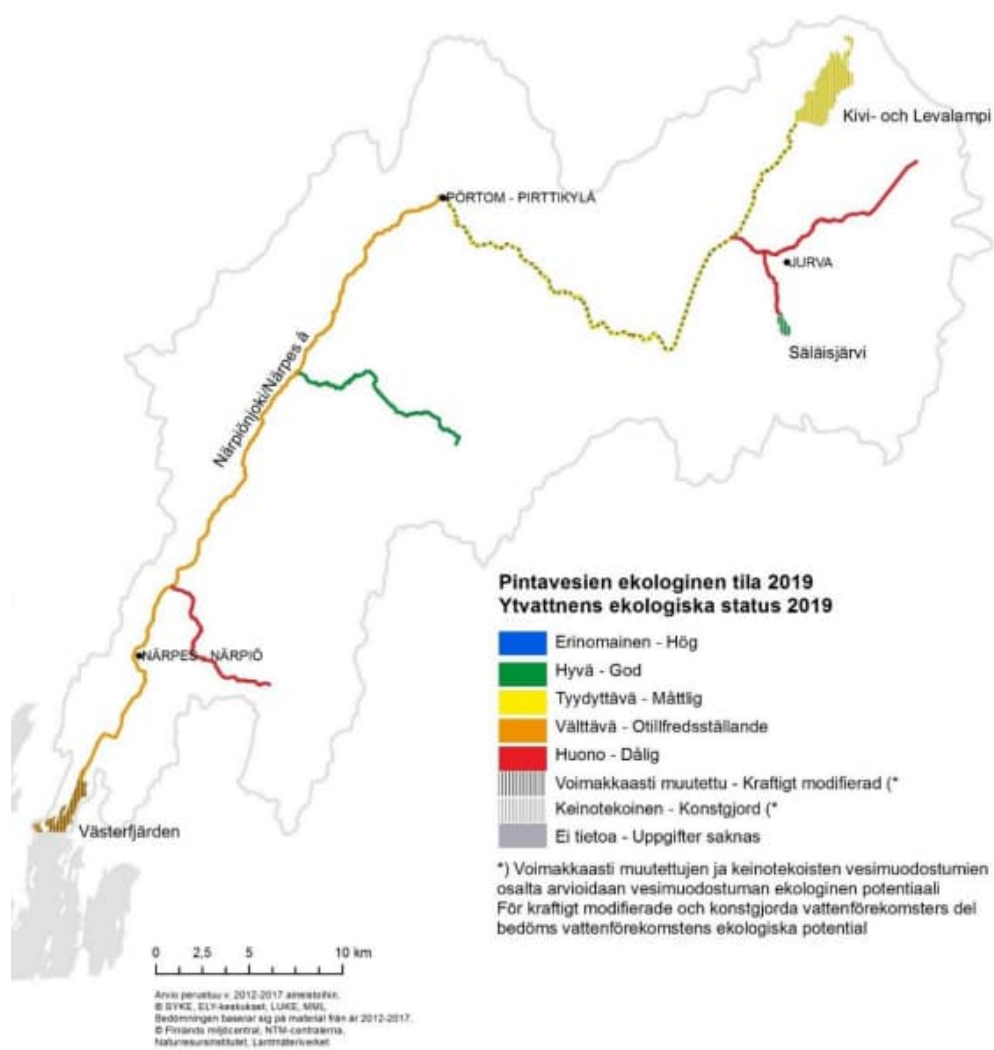 Kivi- och Levalampi
PÖRTOM - PIRTTIKYLÄ
JURVA
Säläisjärvi
Närpiönjoki/Närpes å
NÄRPES - NÄRPIÖ
Västerfjärden
Pintavesien ekologinen tila 2019
Ytvattnens ekologiska status 2019
Erinomainen - Hög
Hyvä - God
Tyydyttävä - Måttlig
Välttävä - Otillfredsställande
Huono - Dålig
Voimakkaasti muutettu - Kraftigt modifierad (*
Keinotekoinen - Konstgjord (*
Ei tietoa - Uppgifter saknas
*) Voimakkaasti muutettujen ja keinotekoisten vesimuodostumien
osalta arvioidaan vesimuodostuman ekologinen potentiaali
För kraftigt modifierade och konstgjorda vattenförekomsters del
bedöms vattenförekomstens ekologiska potential
0 2,5 5 10 km
Arvio perustuu v. 2012-2017 aineistoihin.
© SYKE, ELY-keskukset, LUKE, MML
Bedömningen baserar sig på material från år 2012-2017.
© Finlands miljöcentral, NTM-centralerna,
Naturresursinstitutet, Lantmäteriverket